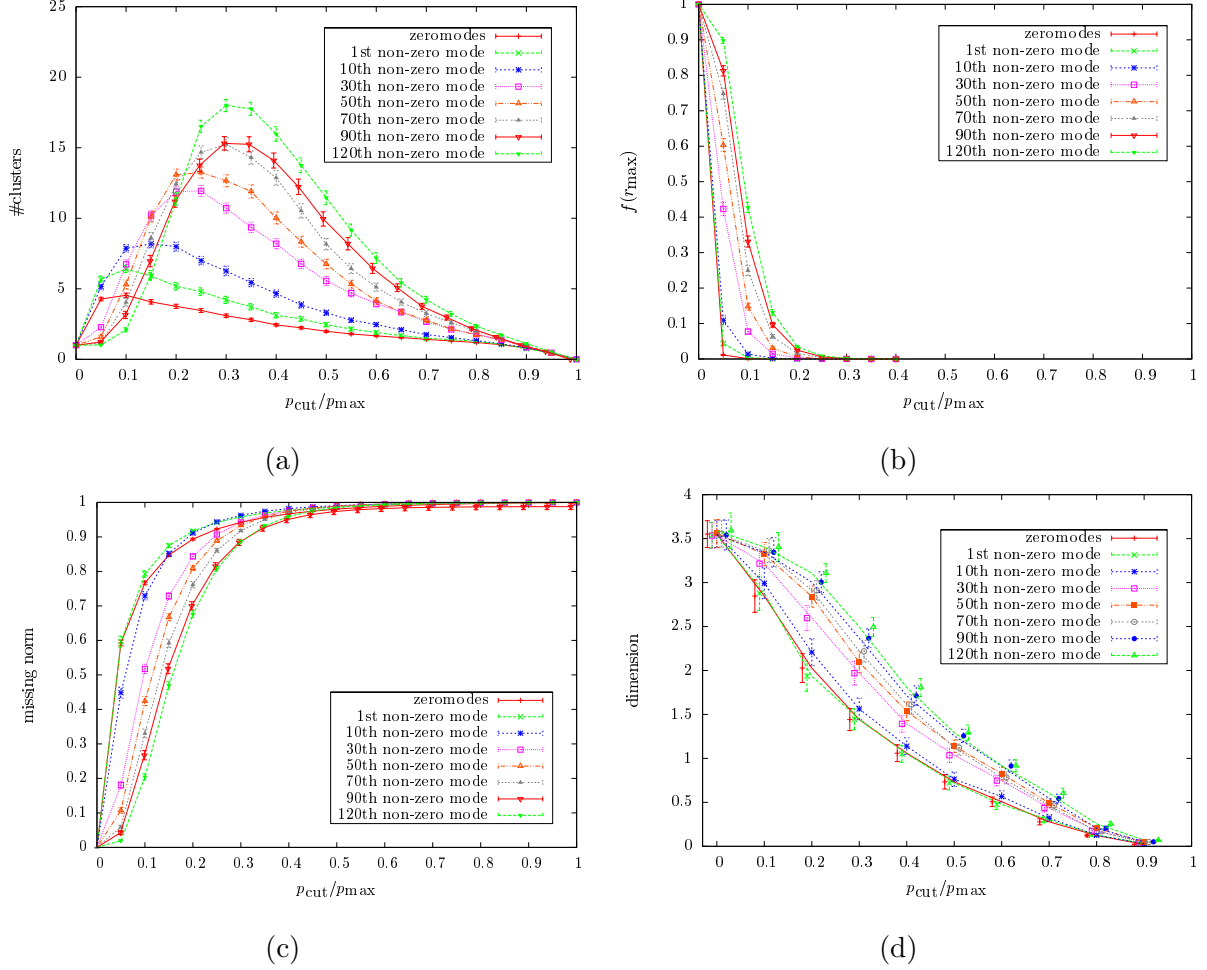 25
20
15
10
5
0
#clusters
0 0.1 0.2 0.3 0.4 0.5 0.6 0.7 0.8 0.9 1
pcut/pmax
zeromodes
1st non-zero mode
10th non-zero mode
30th non-zero mode
50th non-zero mode
70th non-zero mode
90th non-zero mode
120th non-zero mode
(a)
1
0.9
0.8
0.7
0.6
0.5
0.4
0.3
0.2
0.1
0
f(rmax)
0 0.1 0.2 0.3 0.4 0.5 0.6 0.7 0.8 0.9 1
pcut/pmax
zeromodes
1st non-zero mode
10th non-zero mode
30th non-zero mode
50th non-zero mode
70th non-zero mode
90th non-zero mode
120th non-zero mode
(b)
1
0.9
0.8
0.7
0.6
0.5
0.4
0.3
0.2
0.1
0
missing norm
0 0.1 0.2 0.3 0.4 0.5 0.6 0.7 0.8 0.9 1
pcut/pmax
zeromodes
1st non-zero mode
10th non-zero mode
30th non-zero mode
50th non-zero mode
70th non-zero mode
90th non-zero mode
120th non-zero mode
(c)
4
3.5
3
2.5
2
1.5
1
0.5
0
dimension
0 0.1 0.2 0.3 0.4 0.5 0.6 0.7 0.8 0.9 1
pcut/pmax
zeromodes
1st non-zero mode
10th non-zero mode
30th non-zero mode
50th non-zero mode
70th non-zero mode
90th non-zero mode
120th non-zero mode
(d)